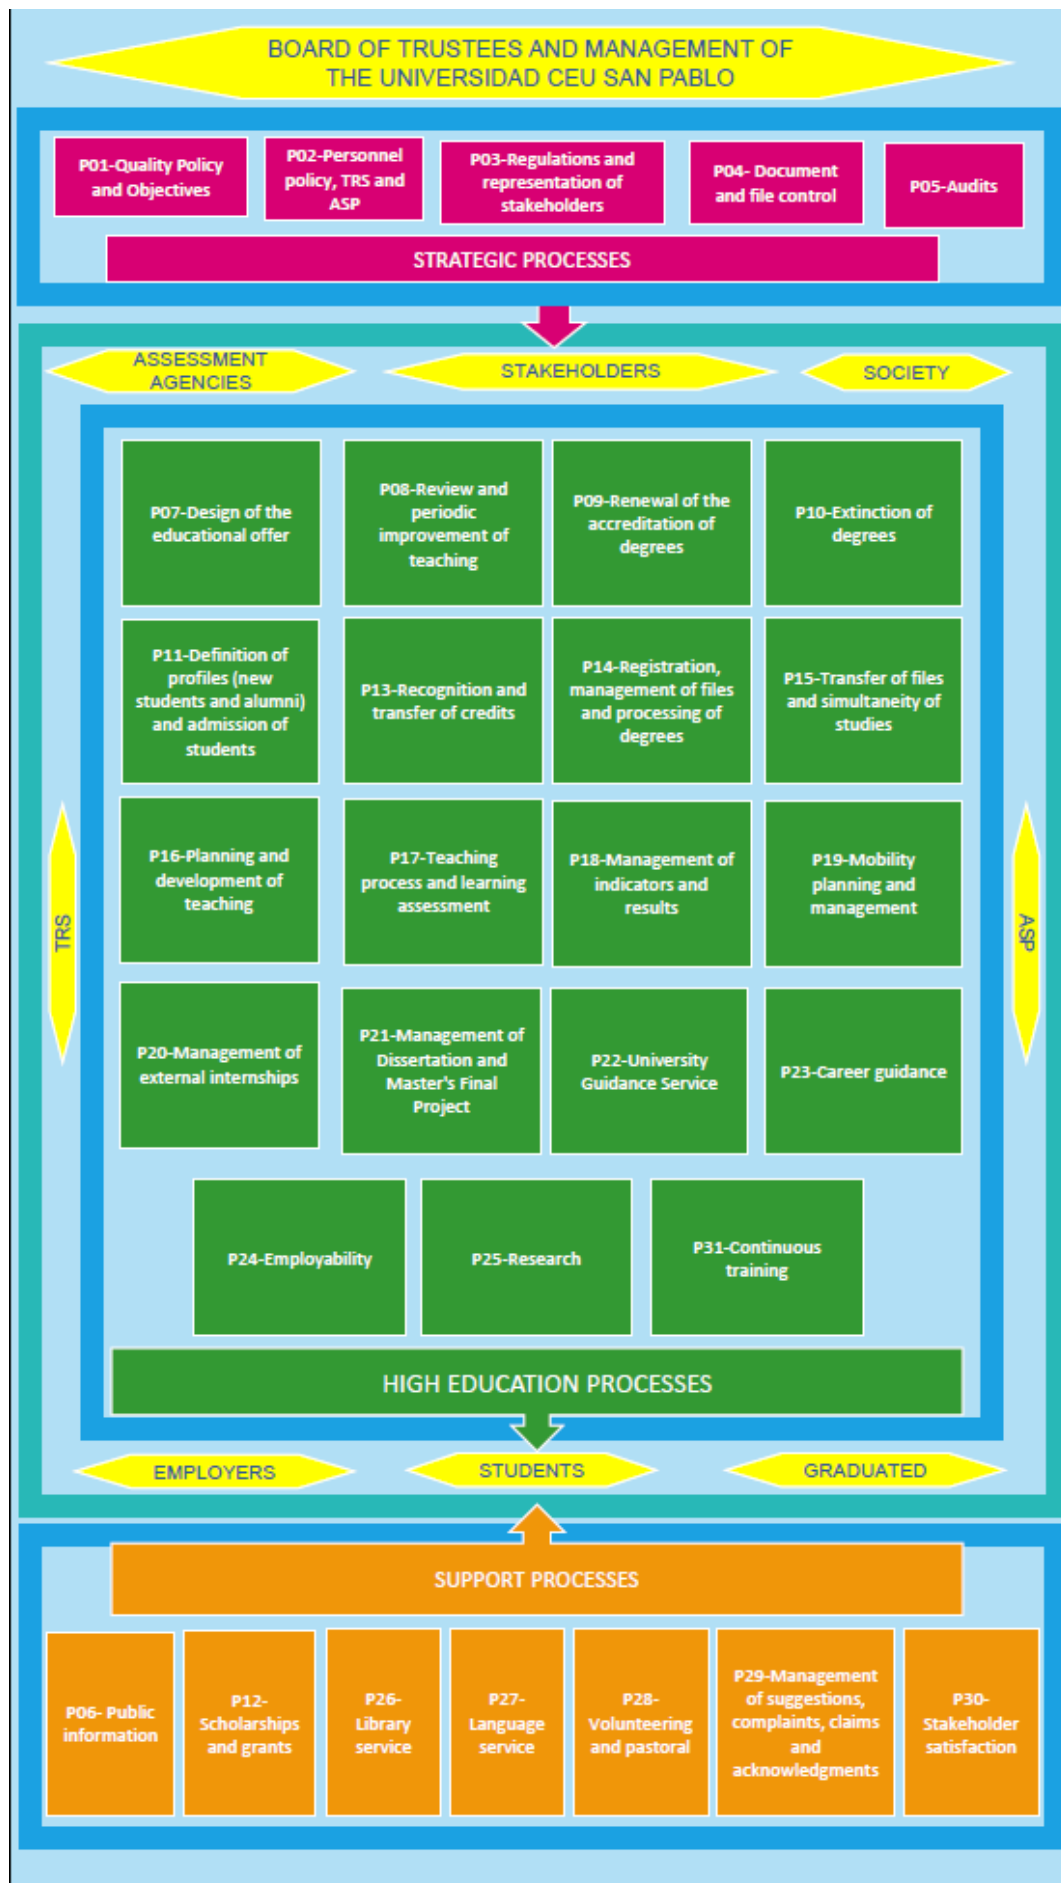 BOARD OF TRUSTEES AND MANAGEMENT OF
THE UNIVERSIDAD CEU SAN PABLO
P01-Quality Policy
and Objectives
P02-Personnel
policy, TRS and
ASP
P03-Regulations and
representation of
stakeholders
P04- Document
and file control
P05-Audits
STRATEGIC PROCESSES
ASSESSMENT
AGENCIES
STAKEHOLDERS
SOCIETY
TRS
P07-Design of the
educational offer
P08-Review and
periodic
improvement of
teaching
P09-Renewal of the
accreditation of
degrees
P10-Extinction of
degrees
P11-Definition of
profiles (new
students and alumni)
and admission of
students
P13-Recognition and
transfer of credits
P14-Registration,
management of files
and processing of
degrees
P15-Transfer of files
and simultaneity of
studies
P16-Planning and
development of
teaching
P17-Teaching
process and learning
assessment
P18-Management of
indicators and
results
P19-Mobility
planning and
management
ASP
P20-Management of
external internships
P21-Management of
Dissertation and
Master's Final
Project
P22-University
Guidance Service
P23-Career guidance
P24-Employability
P25-Research
P31-Continuous
training
HIGH EDUCATION PROCESSES
EMPLOYERS
STUDENTS
GRADUATED
SUPPORT PROCESSES
P06- Public
information
P12-
Scholarships
and grants
P26-
Library
service
P27-
Language
service
P28-
Volunteering
and pastoral
P29-Management
of suggestions,
complaints, claims
and
acknowledgments
P30-
Stakeholder
satisfaction